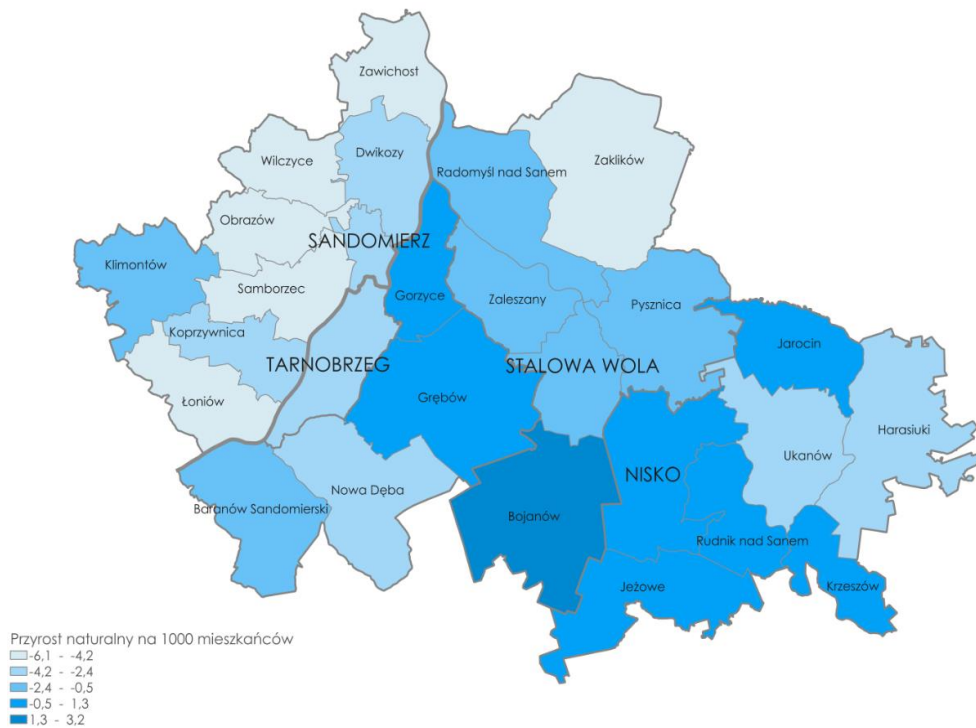 Zawichost
Dwikozy
Wilczyce
Radomyśl nad Sanem
Zaklików
Obrazów
SANDOMIERZ
Klimontów
Samborzec
Gorzyce
Zaleszany
Pysznica
Koprzywnica
Jarocin
TARNOBRZEG
STALOWA WOLA
Łoniów
Grębów
Harasiuki
Ukanów
NISKO
Nowa Dęba
Baranów Sandomierski
Bojanów
Rudnik nad Sanem
Jeżowe
Krzeszów
Przyrost naturalny na 1000 mieszkańców
-6,1 - -4,2
-4,2 - -2,4
-2,4 - -0,5
-0,5 - 1,3
1,3 - 3,2